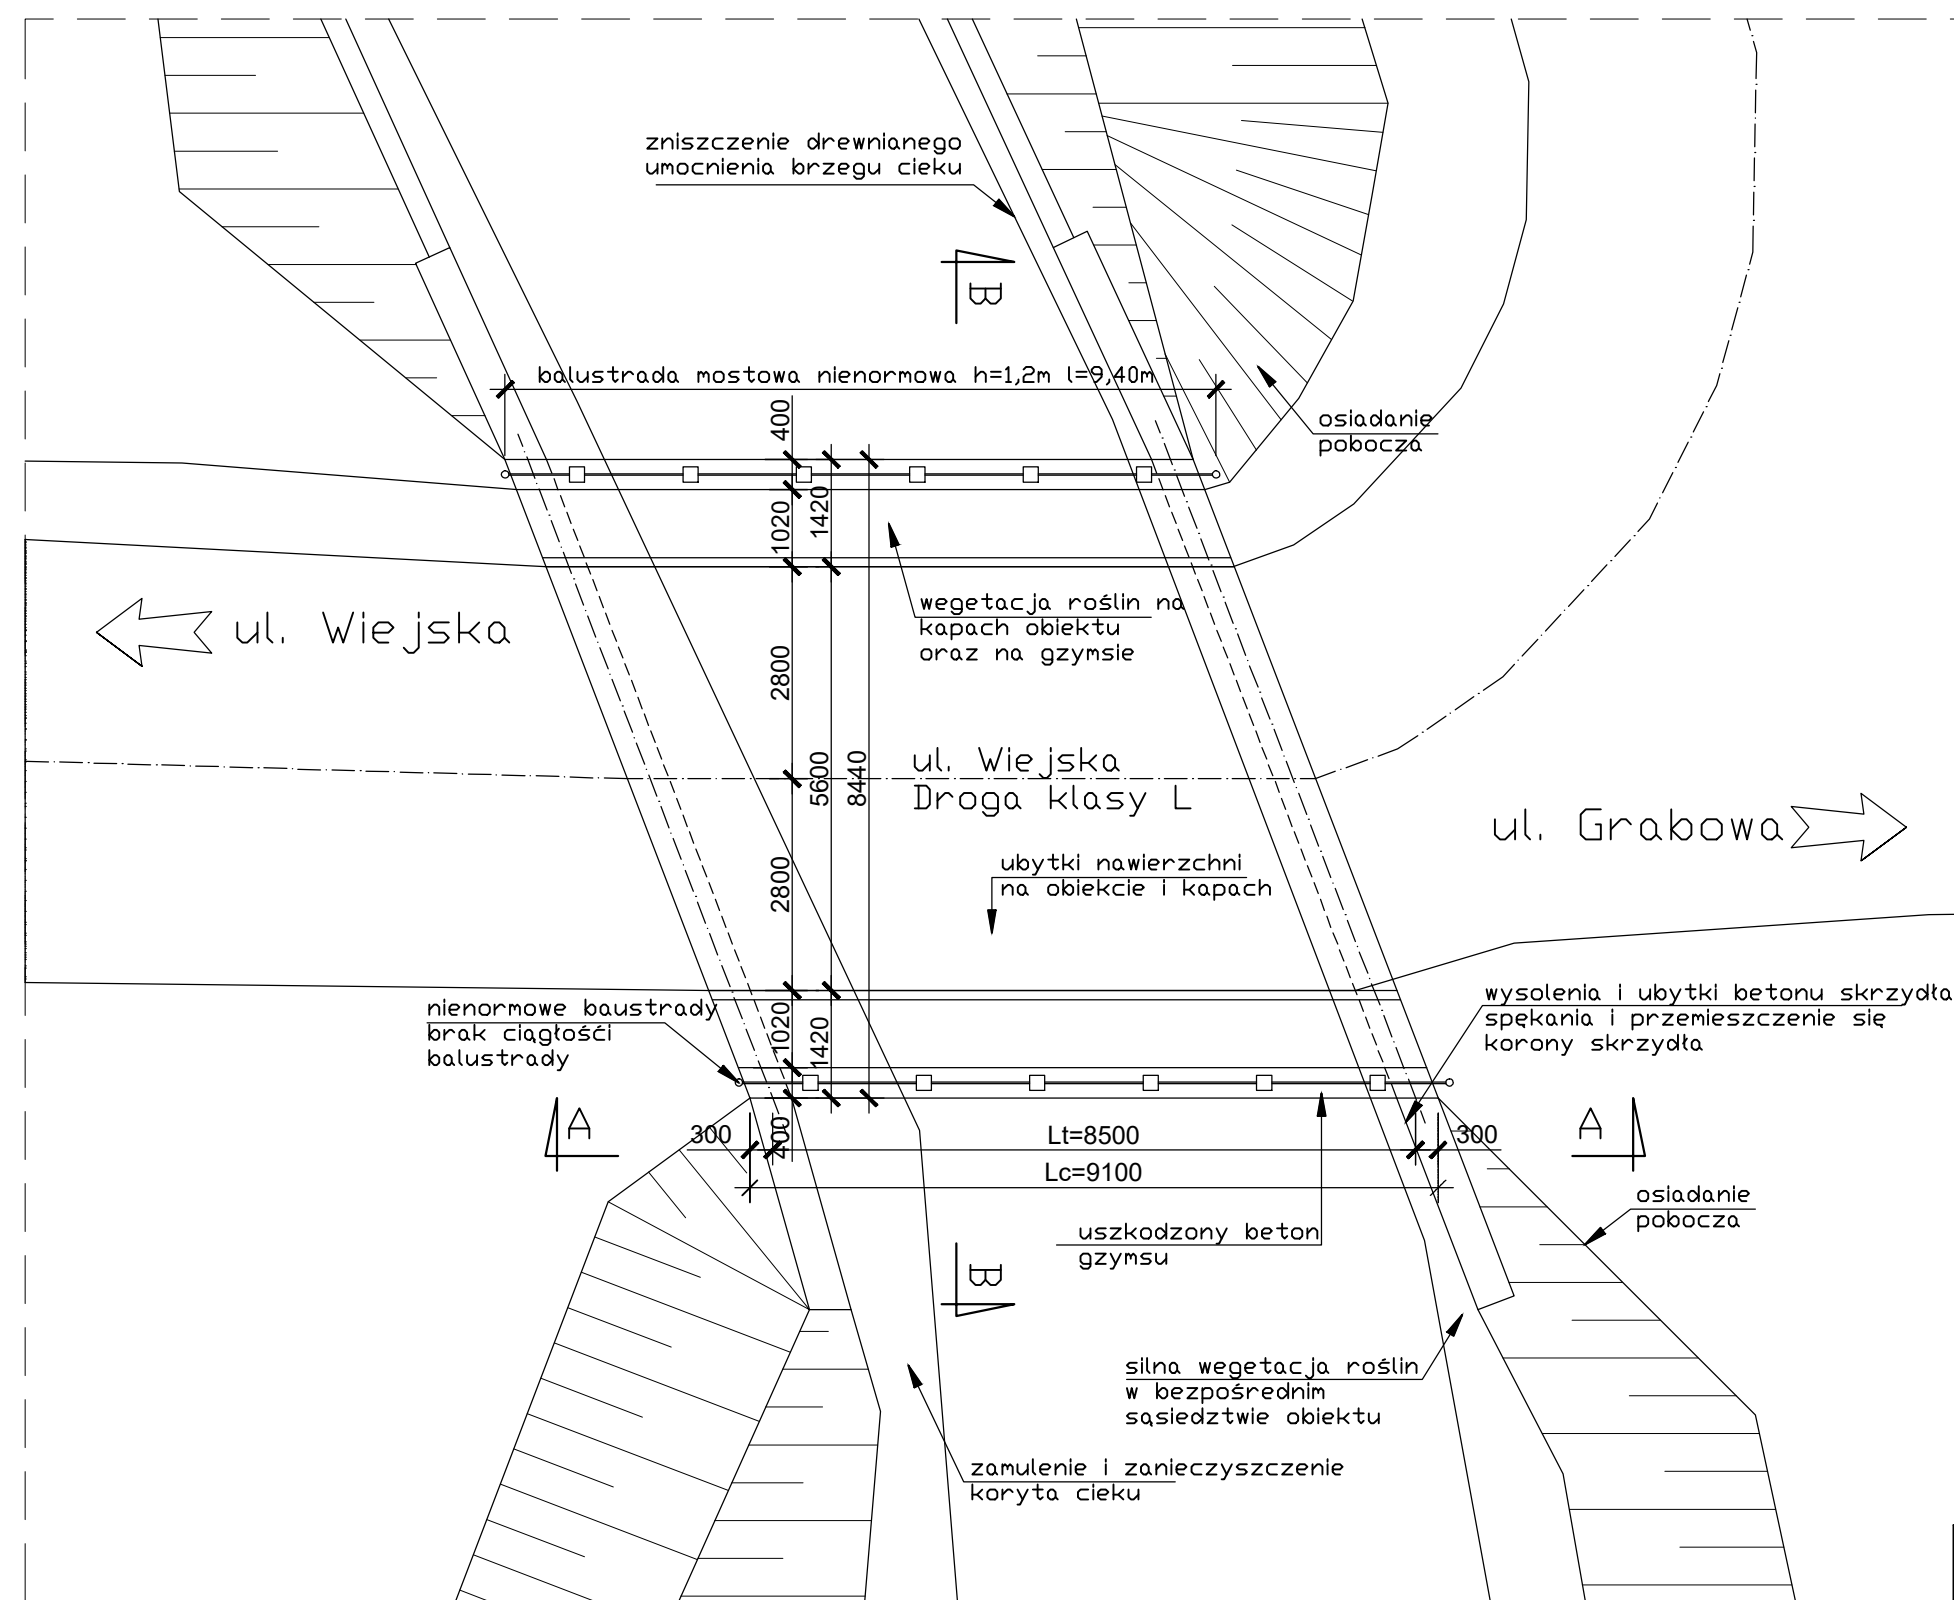 zniszczenie drewnianego
umocnienia brzegu cieku
B
balustrada mostowa nienormowa h=1,2m l=9,40m
400
osiadanie
pobocza
1020
1420
wegetacja roślin na
kapach obiektu
oraz na gzymsie
ul. Wiejska
2800
5600
8440
ul. Wiejska
Droga klasy L
ul. Grabowa
ubytki nawierzchni
na obiekcie i kapach
2800
nienormowe baustrady
brak ciągłośći
balustrady
1020
1420
wysolenia i ubytki betonu skrzydła
spękania i przemieszczenie się
korony skrzydła
A
300
400
Lt=8500
300
A
Lc=9100
osiadanie
pobocza
uszkodzony beton
gzymsu
B
silna wegetacja roślin
w bezpośrednim
sąsiedztwie obiektu
zamulenie i zanieczyszczenie
koryta cieku